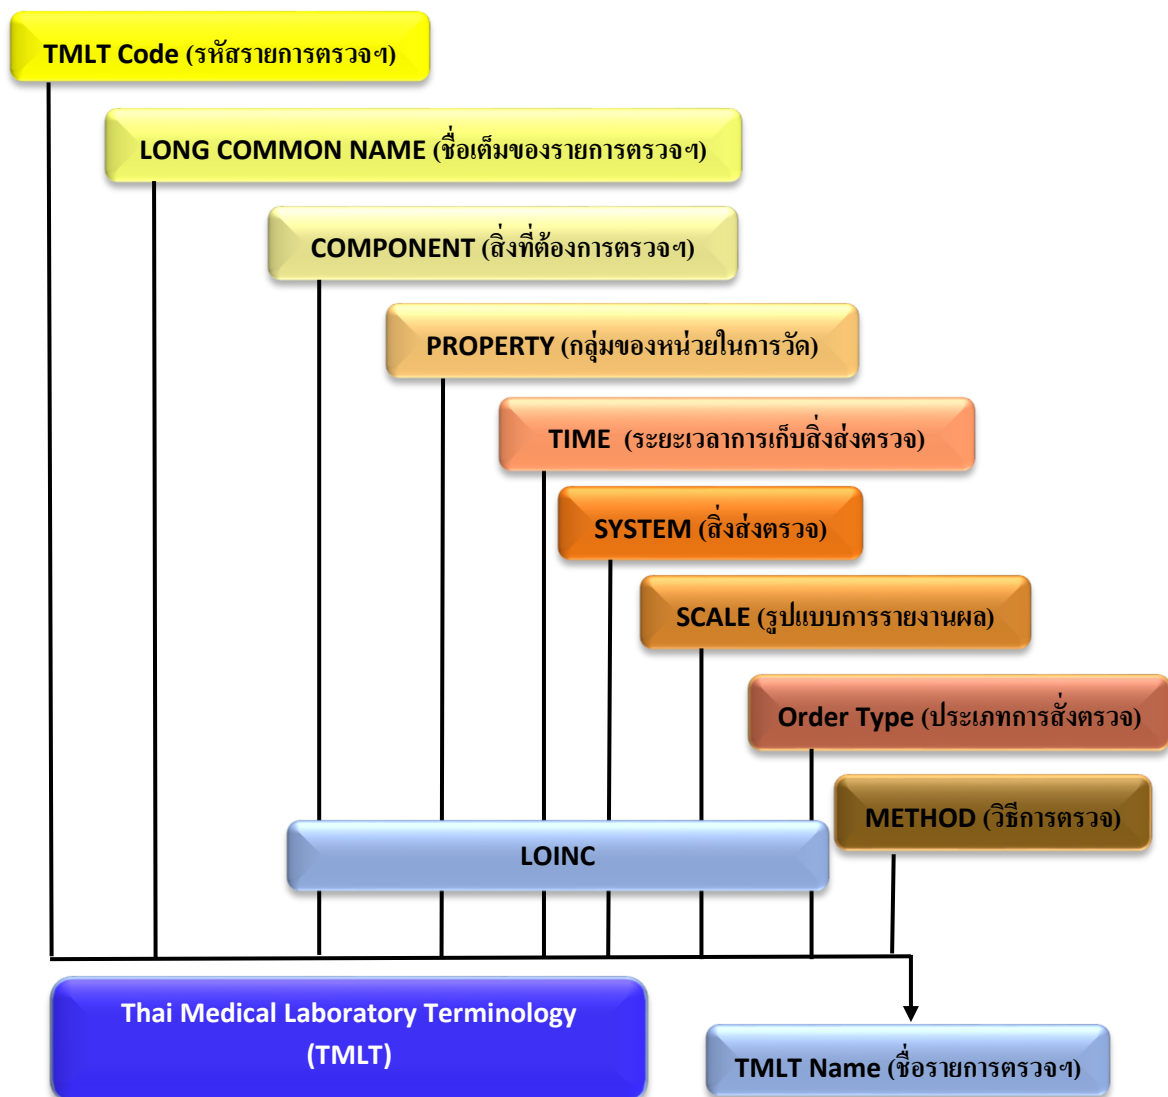 TMLT Code (รหัสรายการตรวจฯ)
LONG COMMON NAME (ชื่อเต็มของรายการตรวจฯ)
COMPONENT (สิ่งที่ต้องการตรวจฯ)
PROPERTY (กลุ่มของหน่วยในการวัด)
TIME (ระยะเวลาการเก็บสิ่งส่งตรวจ)
SYSTEM (สิ่งส่งตรวจ)
SCALE (รูปแบบการรายงานผล)
Order Type (ประเภทการสั่งตรวจ)
METHOD (วิธีการตรวจ)
LOINC
Thai Medical Laboratory Terminology
(TMLT)
TMLT Name (ชื่อรายการตรวจฯ)